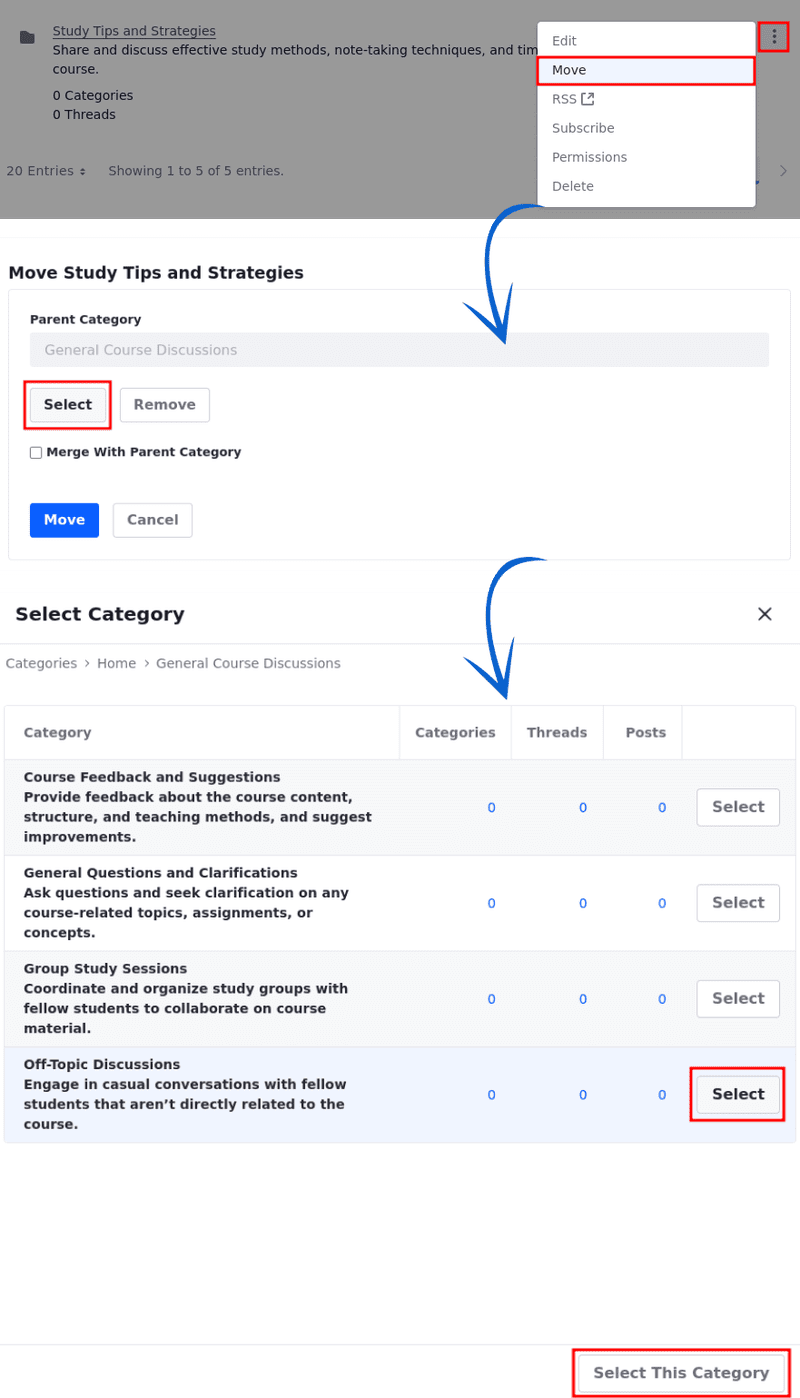 Study Tips and Strategies
Share and discuss effective study methods, note-taking techniques, and
course.
0 Categories
0 Threads
20 Entries
Showing 1 to 5 of 5 entries.
Edit
Move
RSS
Subscribe
Permissions
Delete
Move Study Tips and Strategies
Parent Category
General Course Discussions
Select Remove
Merge With Parent Category
Move Cancel
Select Category
Categories › Home › General Course Discussions
Category Categories Threads Posts
Course Feedback and Suggestions
Provide feedback about the course content,
structure, and teaching methods, and suggest
improvements.
0 0 0 Select
General Questions and Clarifications
Ask questions and seek clarification on any
course-related topics, assignments, or
concepts.
0 0 0 Select
Group Study Sessions
Coordinate and organize study groups with
fellow students to collaborate on course
material.
0 0 0 Select
Off-Topic Discussions
Engage in casual conversations with fellow
students that aren’t directly related to the
course.
0 0 0 Select
Select This Category